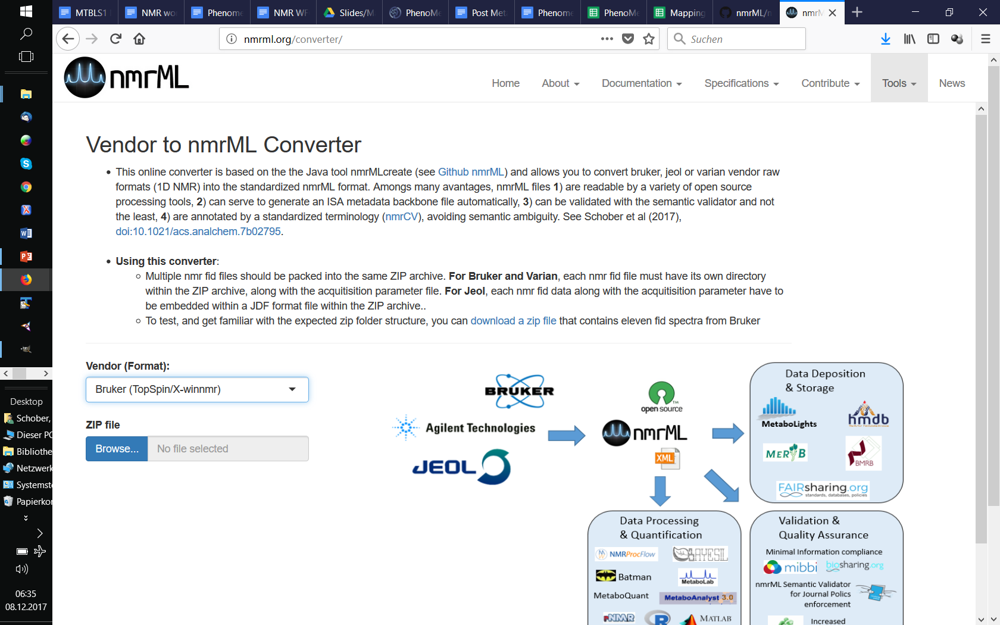 MTBLS1
NMR wo
Phenome
NMR WF
Slides/M
PhenoMe
Post Met
Phenome
PhenoMe
Mapping
nmrML/n
nmrM
nmrml.org/converter/
Suchen
nmrML
Home
About
Documentation
Specifications
Contribute
Tools
News
Vendor to nmrML Converter
This online converter is based on the the Java tool nmrMLcreate (see Github nmrML) and allows you to convert bruker, jeol or varian vendor raw
formats (1D NMR) into the standardized nmrML format. Amongs many avantages, nmrML files 1) are readable by a variety of open source
processing tools, 2) can serve to generate an ISA metadata backbone file automatically, 3) can be validated with the semantic validator and not
the least, 4) are annotated by a standardized terminology (nmrCV), avoiding semantic ambiguity. See Schober et al (2017),
doi:10.1021/acs.analchem.7b02795.
Using this converter:
Multiple nmr fid files should be packed into the same ZIP archive. For Bruker and Varian, each nmr fid file must have its own directory
within the ZIP archive, along with the acquitisition parameter file. For Jeol, each nmr fid data along with the acquitisition parameter have to
be embedded within a JDF format file within the ZIP archive..
To test, and get familiar with the expected zip folder structure, you can download a zip file that contains eleven fid spectra from Bruker
Vendor (Format):
Bruker (TopSpin/X-winnmr)
ZIP file
Browse...
No file selected
BRUKER
Agilent Technologies
JEOL
open source
TM
nmrML
XML
Data Deposition
& Storage
MetaboLights
hmdb
MERYB
BMRB
FAIRsharing.org
standards, databases, policies
Data Processing
& Quantification
NMRProcFlow
BAYESIL
Batman
MetaboLab
MetaboQuant
MetaboAnalyst 3.0
rNMR
R
MATLAB
Validation &
Quality Assurance
Minimal Information compliance
mibbi
biosharing.org
nmrML Semantic Validator
for Journal Polics
enforcement
Increased
Desktop
Schober,
Dieser PC
Bibliothe
Netzwerk
Systemste
Papierkor
06:35
08.12.2017